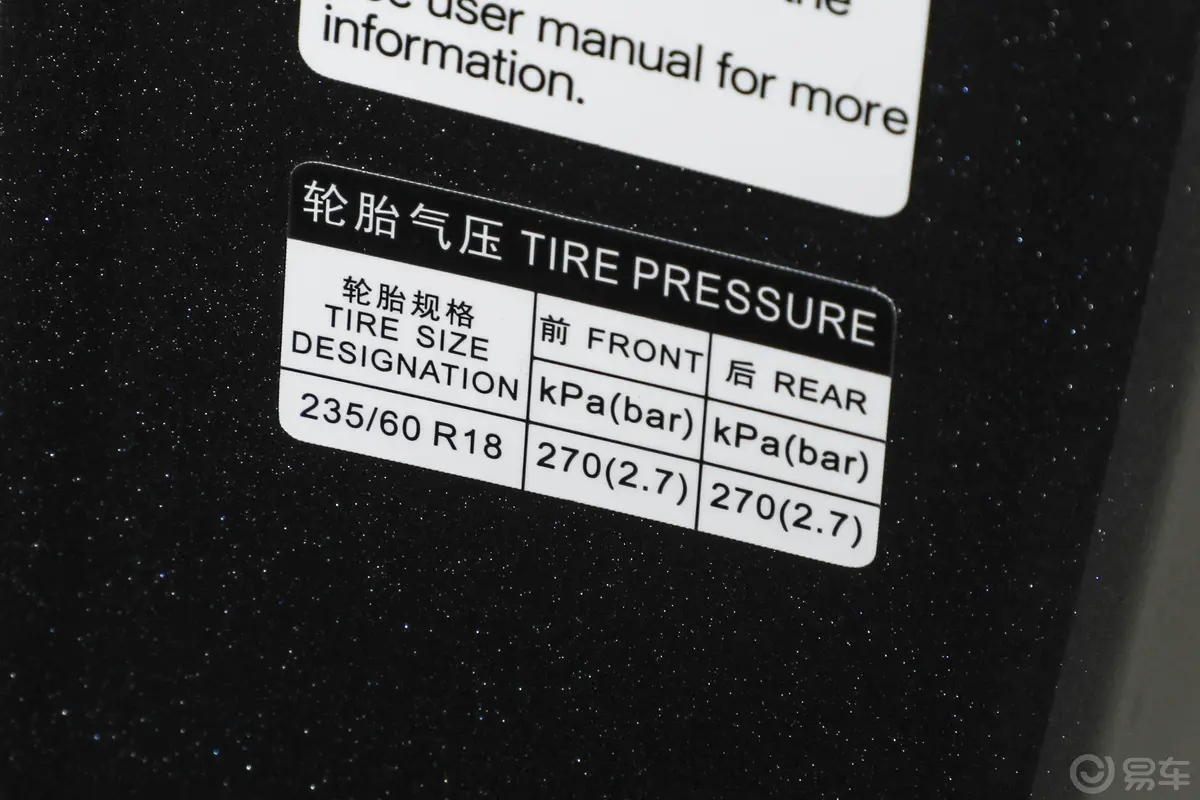 the
user manual for more
information.
轮胎气压 TIRE PRESSURE
轮胎规格
TIRE SIZE
DESIGNATION
前 FRONT
后 REAR
kPa(bar)
kPa(bar)
235/60 R18
270(2.7)
270(2.7)
易车